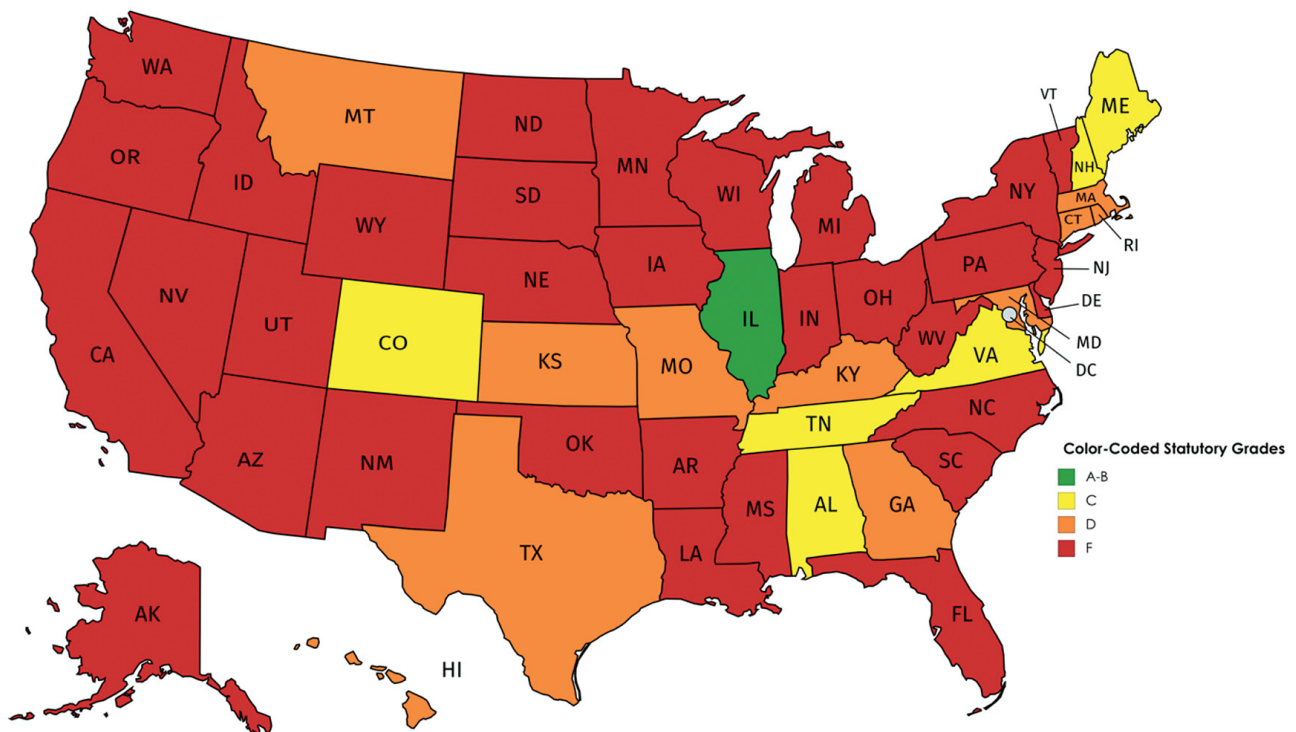 WA
OR
CA
NV
ID
MT
WY
UT
AZ
CO
NM
ND
SD
NE
KS
OK
TX
MN
IA
MO
AR
LA
WI
IL
MI
IN
OH
KY
TN
MS
AL
GA
FL
SC
NC
VA
WV
PA
NY
VT
NH
ME
MA
CT
RI
NJ
DE
MD
DC
AK
HI
Color-Coded Statutory Grades
A-B
C
D
F